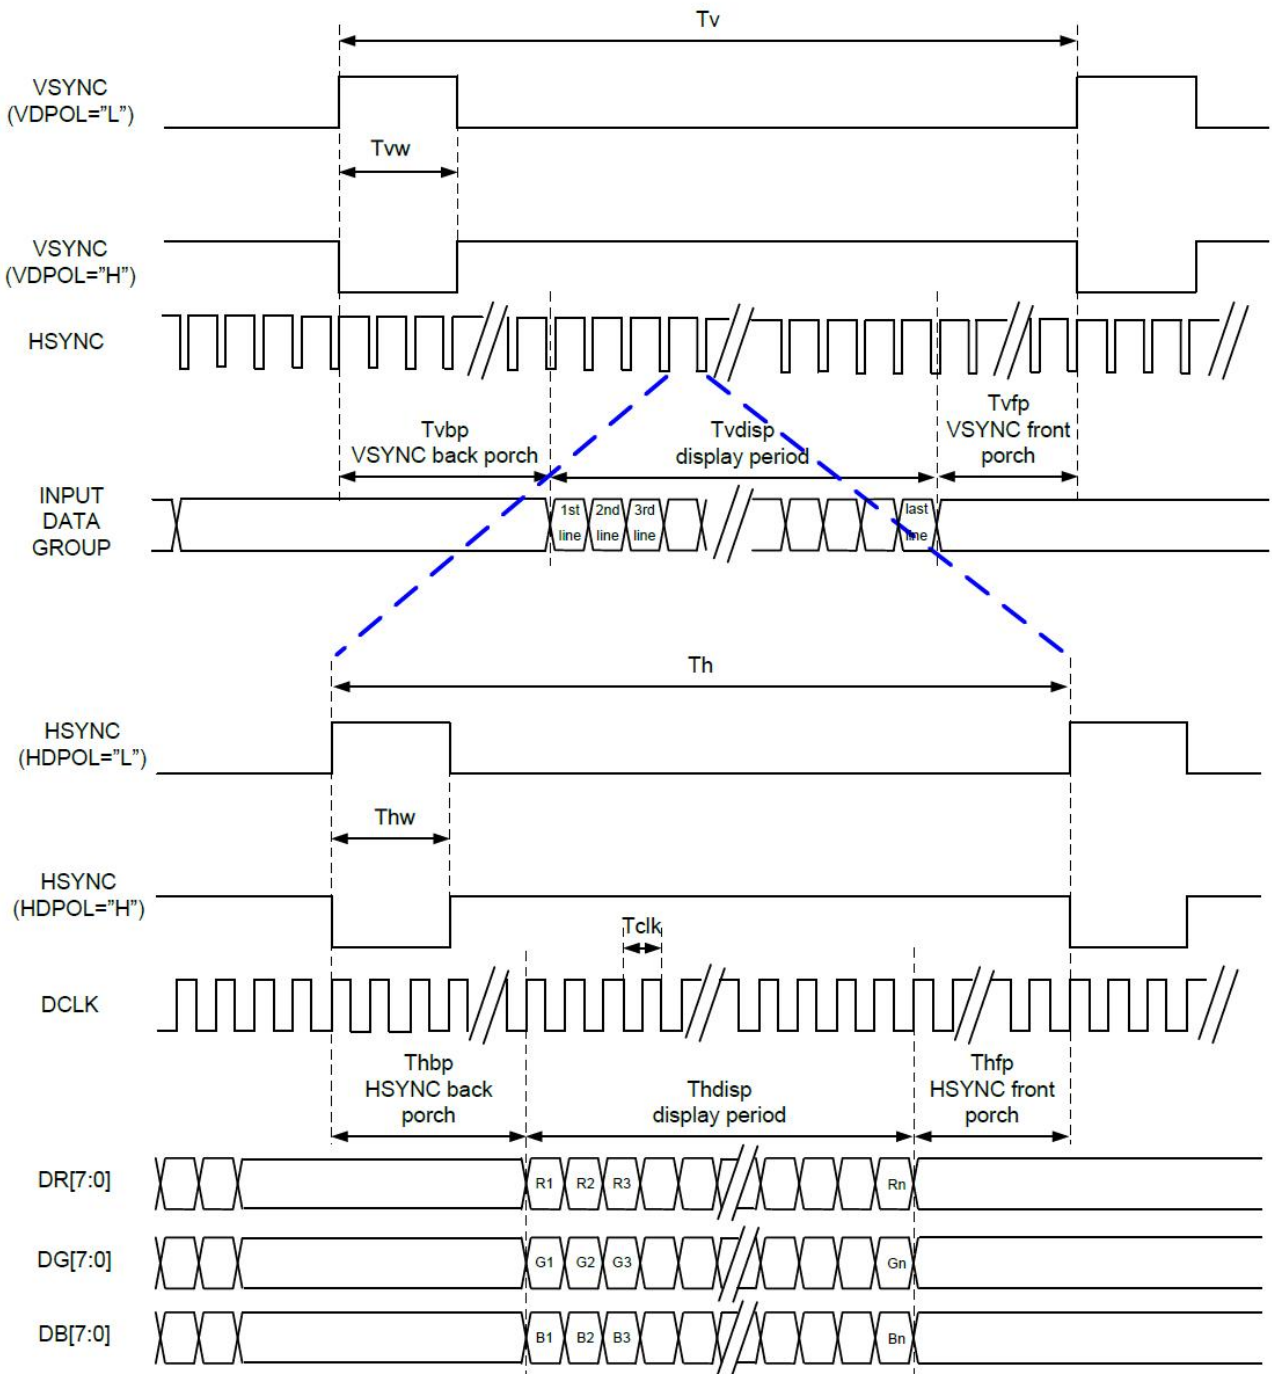 Tv
VSYNC
(VDPOL="L")
Tvw
VSYNC
(VDPOL="H")
HSYNC
Tvbp
VSYNC back porch
Tvdisp
display period
Tvfp
VSYNC front
porch
INPUT
DATA
GROUP
1st
line
2nd
line
3rd
line
last
line
Th
HSYNC
(HDPOL="L")
Thw
HSYNC
(HDPOL="H")
Tclk
DCLK
Thbp
HSYNC back
porch
Thdisp
display period
Thfp
HSYNC front
porch
DR[7:0]
R1
R2
R3
Rn
DG[7:0]
G1
G2
G3
Gn
DB[7:0]
B1
B2
B3
Bn